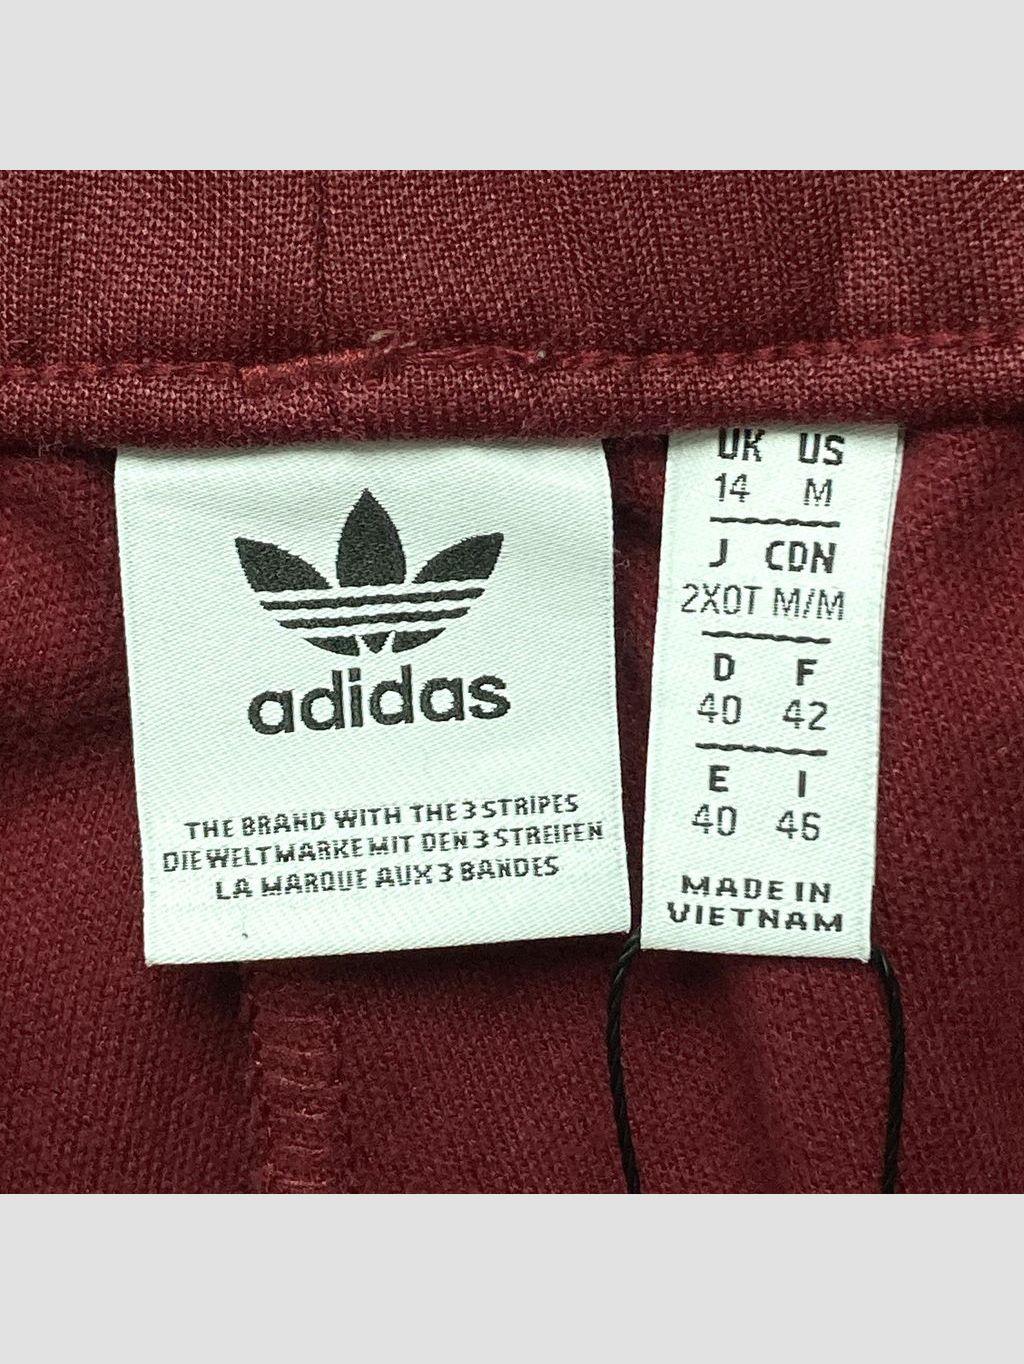 adidas
THE BRAND WITH THE 3 STRIPES
DIE WELTMARKE MIT DEN 3 STREIFEN
LA MARQUE AUX 3 BANDES
UK US
14 M
J CDN
2XOT M/M
D F
40 42
E I
40 46
MADE IN
VIETNAM